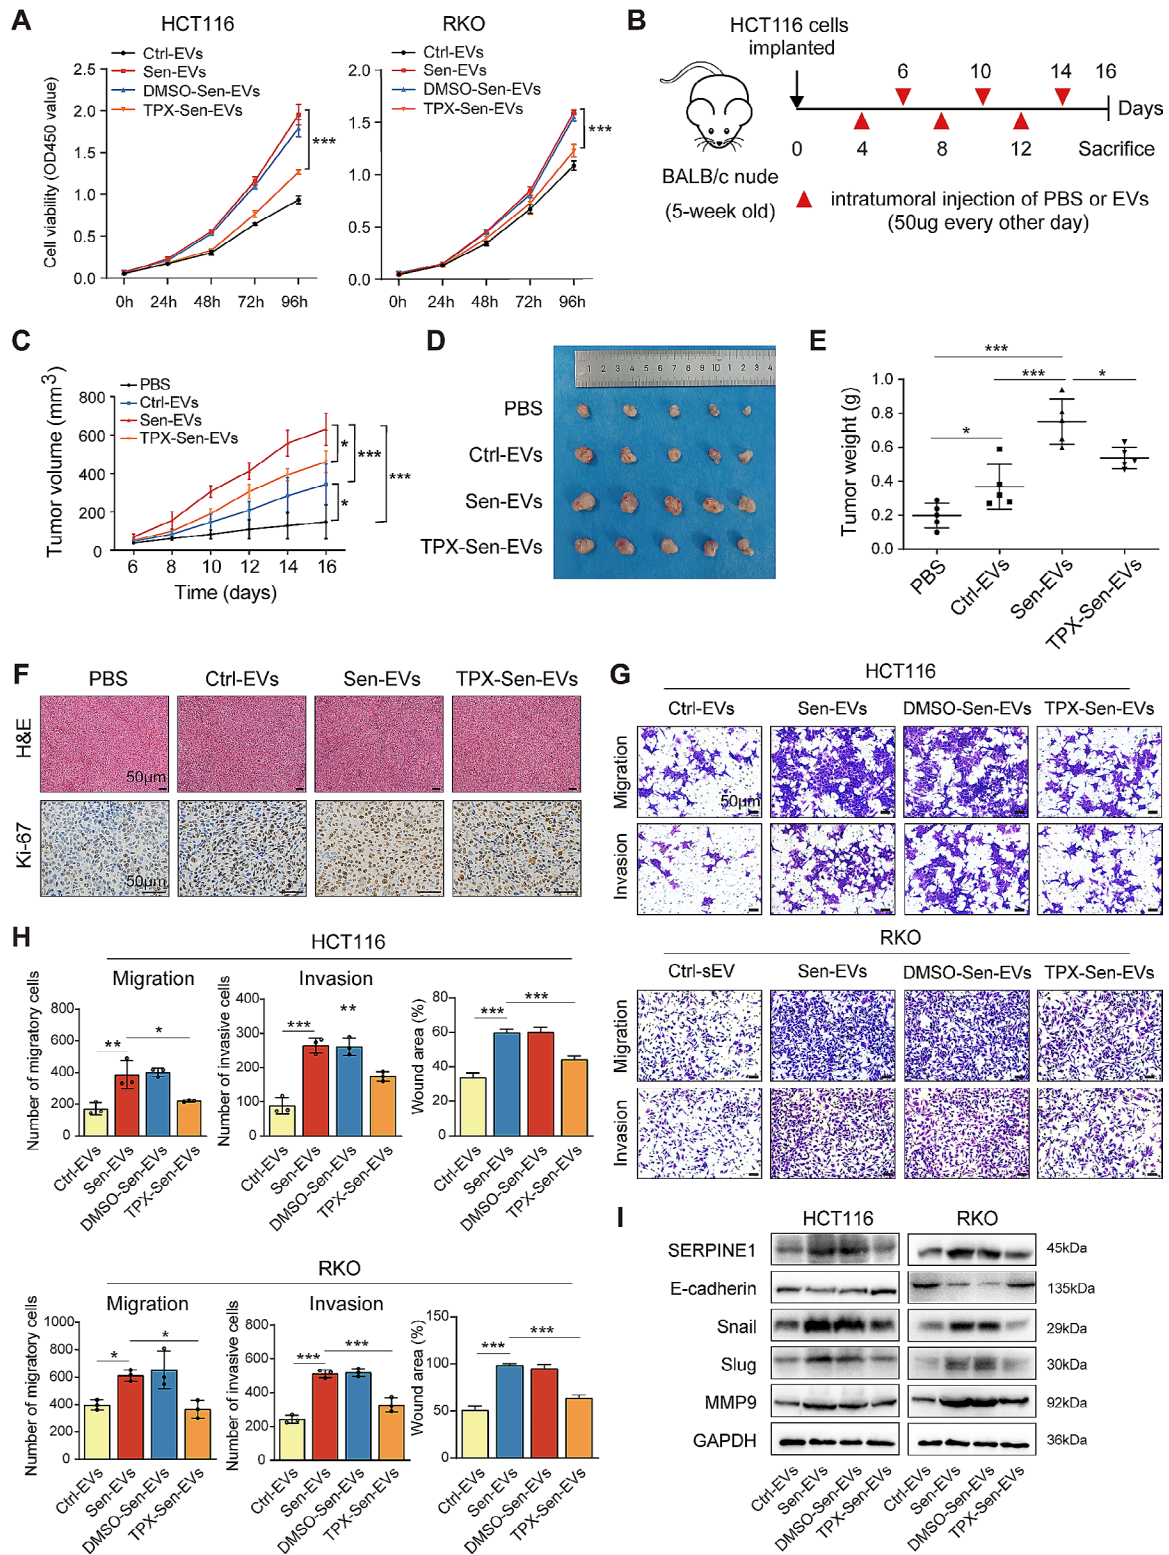 A
HCT116
Ctrl-EVs
Sen-EVs
DMSO-Sen-EVs
TPX-Sen-EVs
Cell viability (OD450 value)
2.5
2.0
1.5
1.0
0.5
0.0
***
0h 24h 48h 72h 96h
RKO
Ctrl-EVs
Sen-EVs
DMSO-Sen-EVs
TPX-Sen-EVs
2.0
1.5
1.0
0.5
0.0
***
0h 24h 48h 72h 96h
B
HCT116 cells
implanted
6 10 14 16
Days
0 4 8 12 Sacrifice
BALB/c nude
(5-week old)
intratumoral injection of PBS or EVs
(50ug every other day)
C
PBS
Ctrl-EVs
Sen-EVs
TPX-Sen-EVs
Tumor volume (mm3)
800
600
400
200
0
* *** ***
*
6 8 10 12 14 16
Time (days)
D
1 2 3 4 5 6 7 8 9 10 1 2 3 4
PBS
Ctrl-EVs
Sen-EVs
TPX-Sen-EVs
E
Tumor weight (g)
1.0
0.8
0.6
0.4
0.2
0.0
***
*** *
*
PBS
Ctrl-EVs
Sen-EVs
TPX-Sen-EVs
F
PBS Ctrl-EVs Sen-EVs TPX-Sen-EVs
H&E
50μm
Ki-67
50μm
G
HCT116
Ctrl-EVs Sen-EVs DMSO-Sen-EVs TPX-Sen-EVs
Migration
50μm
Invasion
RKO
Ctrl-sEV Sen-EVs DMSO-Sen-EVs TPX-Sen-EVs
Migration
Invasion
H
HCT116
Migration
Number of migratory cells
800
600
400
200
0
** *
Ctrl-EVs
Sen-EVs
DMSO-Sen-EVs
TPX-Sen-EVs
Invasion
Number of invasive cells
400
300
200
100
0
*** **
Ctrl-EVs
Sen-EVs
DMSO-Sen-EVs
TPX-Sen-EVs
Wound area (%)
80
60
40
20
0
*** ***
Ctrl-EVs
Sen-EVs
DMSO-Sen-EVs
TPX-Sen-EVs
RKO
Migration
Number of migratory cells
1000
800
600
400
200
0
* *
Ctrl-EVs
Sen-EVs
DMSO-Sen-EVs
TPX-Sen-EVs
Invasion
Number of invasive cells
800
600
400
200
0
*** ***
Ctrl-EVs
Sen-EVs
DMSO-Sen-EVs
TPX-Sen-EVs
Wound area (%)
150
100
50
0
*** ***
Ctrl-EVs
Sen-EVs
DMSO-Sen-EVs
TPX-Sen-EVs
I
HCT116 RKO
SERPINE1 45kDa
E-cadherin 135kDa
Snail 29kDa
Slug 30kDa
MMP9 92kDa
GAPDH 36kDa
Ctrl-EVs
Sen-EVs
DMSO-Sen-EVs
TPX-Sen-EVs
Ctrl-EVs
Sen-EVs
DMSO-Sen-EVs
TPX-Sen-EVs